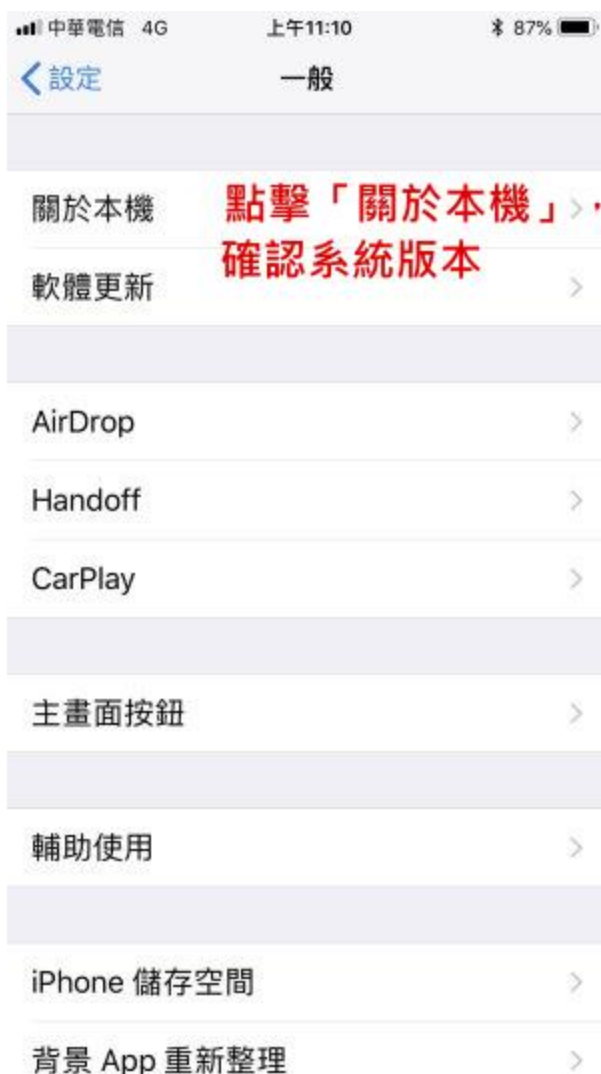 中華電信 4G 上午11:10 87%
設定 一般
關於本機 點擊「關於本機」，
確認系統版本
軟體更新
AirDrop
Handoff
CarPlay
主畫面按鈕
輔助使用
iPhone 儲存空間
背景 App 重新整理